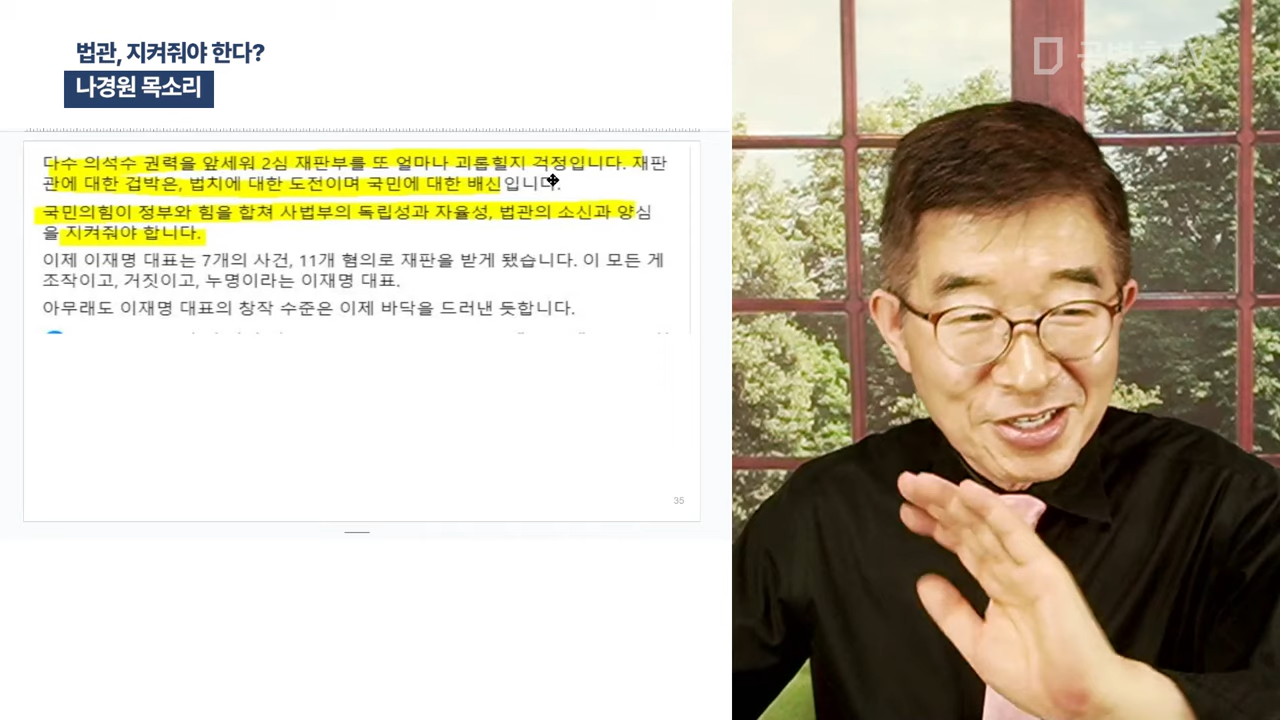 법관, 지켜줘야 한다?
나경원 목소리
공변호TV
다수 의석수 권력을 앞세워 2심 재판부를 또 얼마나 괴롭힐지 걱정입니다. 재판
관에 대한 겁박은, 법치에 대한 도전이며 국민에 대한 배신입니다.
국민의힘이 정부와 힘을 합쳐 사법부의 독립성과 자율성, 법관의 소신과 양심
을 지켜줘야 합니다.
이제 이재명 대표는 7개의 사건, 11개 혐의로 재판을 받게 됐습니다. 이 모든 게
조작이고, 거짓이고, 누명이라는 이재명 대표.
아무래도 이재명 대표의 창작 수준은 이제 바닥을 드러낸 듯합니다.
35